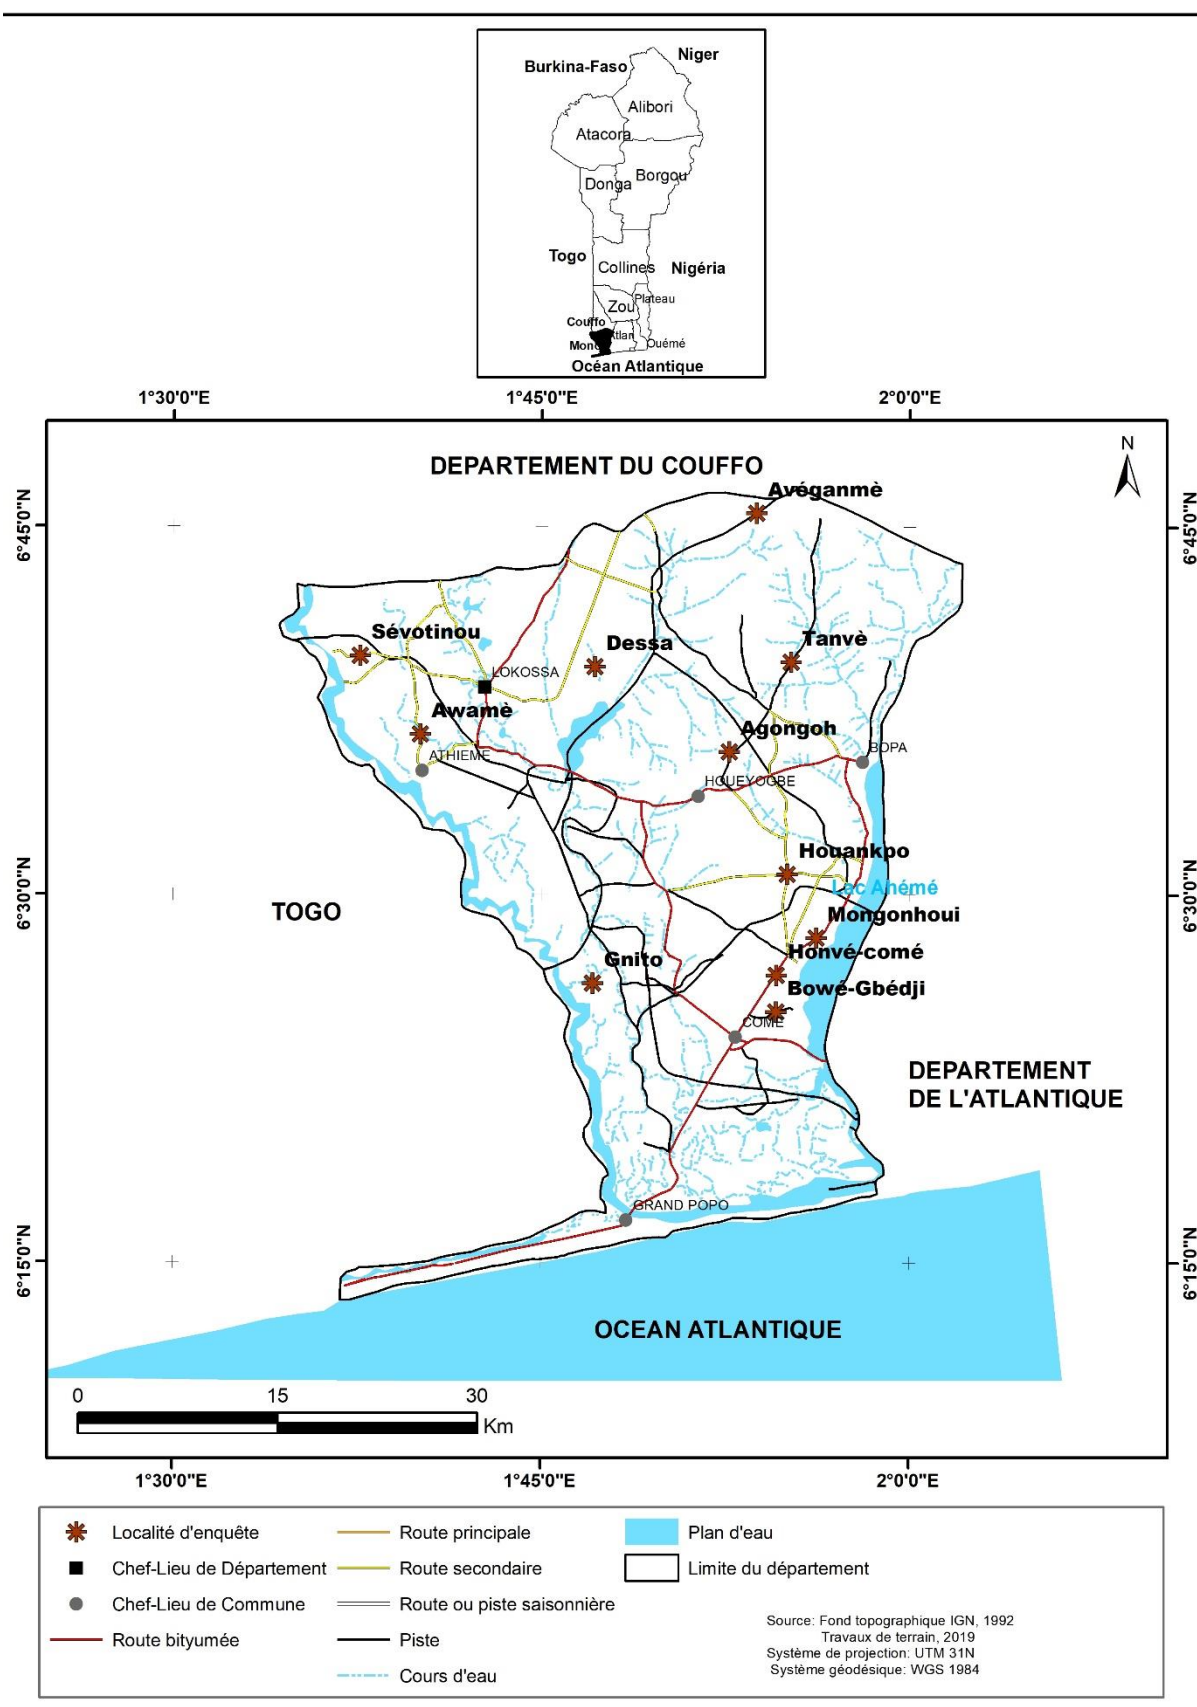 Niger
Burkina-Faso
Alibori
Atacora
Borgou
Donga
Togo
Collines
Nigéria
Plateau
Zou
Couffo
Atlan
Mono
Ouémé
Océan Atlantique
1°30'0"E
1°45'0"E
2°0'0"E
N
DEPARTEMENT DU COUFFO
Avéganmè
6°45'0"N
6°45'0"N
Sévotinou
Dessa
Tanvè
LOKOSSA
Awamè
Agongoh
ATHIEME
BOPA
HOUEYOGBE
Houankpo
Lac Ahémé
6°30'0"N
6°30'0"N
TOGO
Mongonhoui
Honvé-comé
Gnito
Bowé-Gbédji
COME
DEPARTEMENT
DE L'ATLANTIQUE
GRAND POPO
6°15'0"N
6°15'0"N
OCEAN ATLANTIQUE
0
15
30
Km
1°30'0"E
1°45'0"E
2°0'0"E
Localité d'enquête
Chef-Lieu de Département
Chef-Lieu de Commune
Route bityumée
Route principale
Route secondaire
Route ou piste saisonnière
Piste
Cours d'eau
Plan d'eau
Limite du département
Source: Fond topographique IGN, 1992
Travaux de terrain, 2019
Système de projection: UTM 31N
Système géodésique: WGS 1984